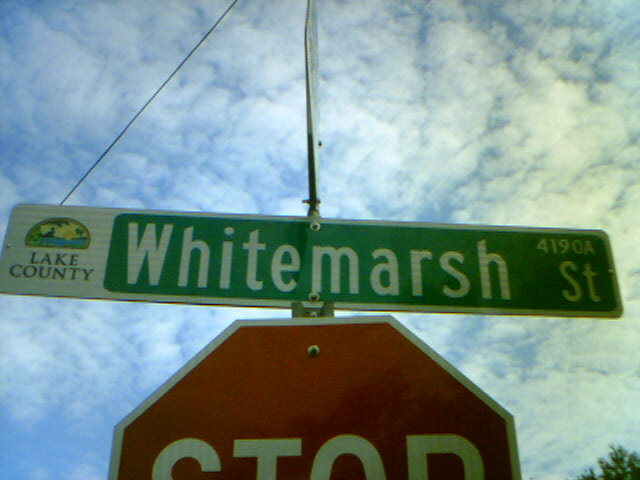 LAKE
COUNTY
Whitemarsh St
4190A
STOP